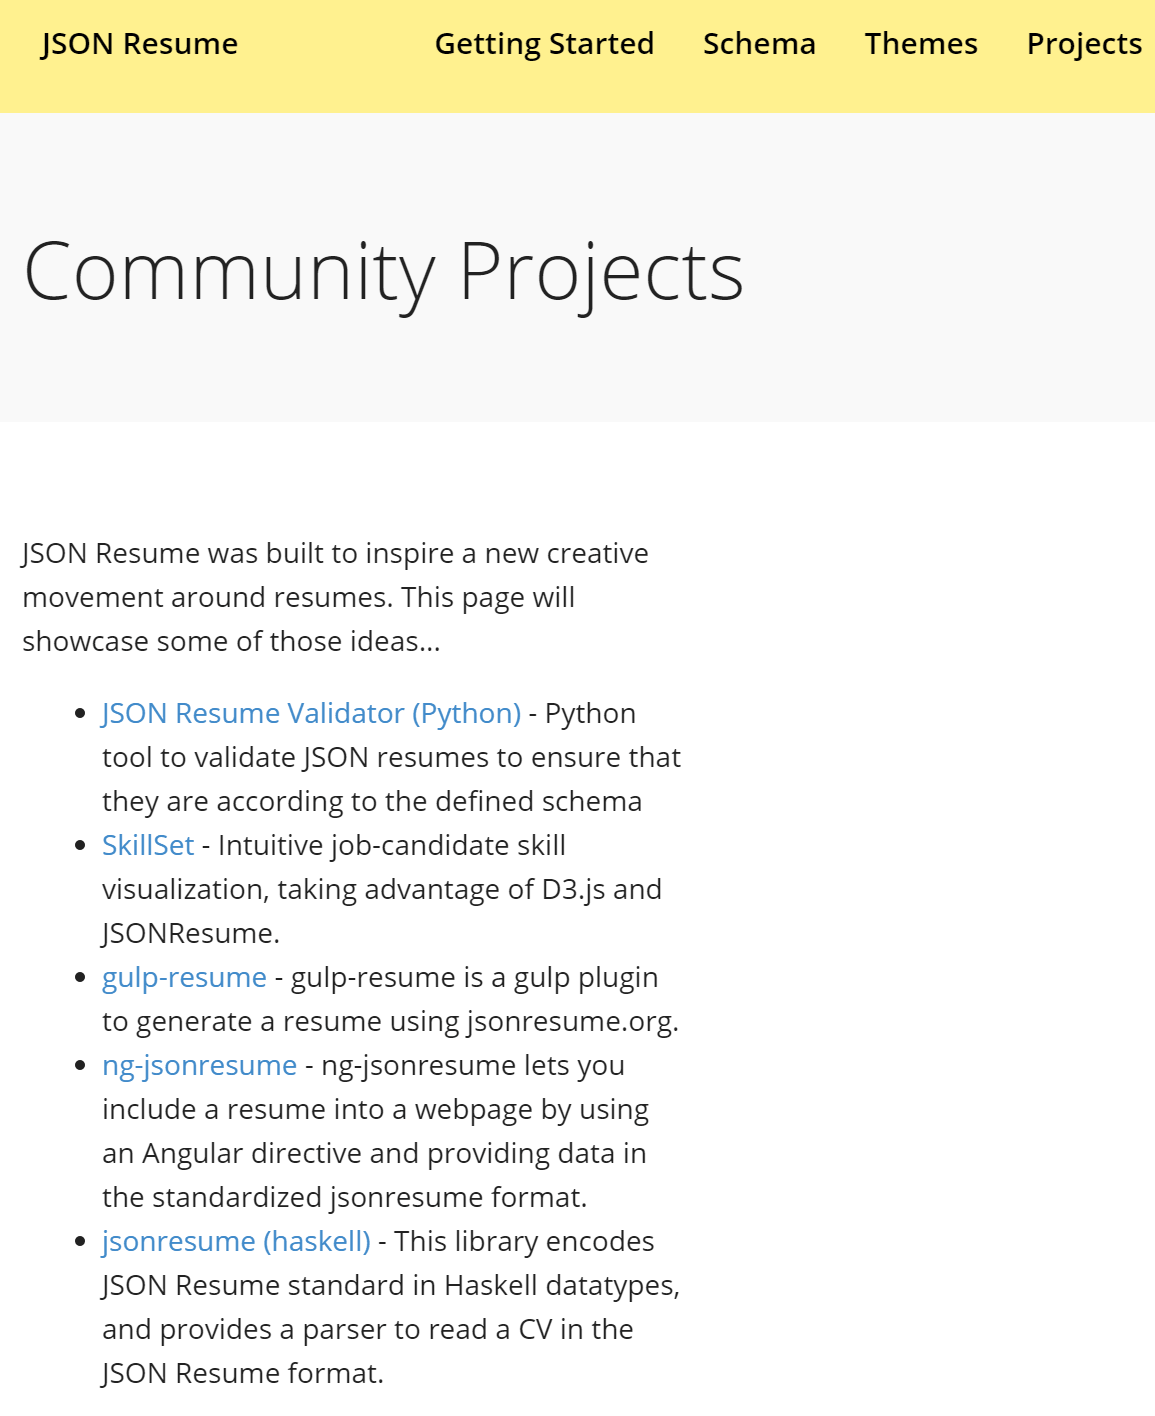 JSON Resume Getting Started Schema Themes Projects
Community Projects
JSON Resume was built to inspire a new creative
movement around resumes. This page will
showcase some of those ideas...
• JSON Resume Validator (Python) - Python
tool to validate JSON resumes to ensure that
they are according to the defined schema
• SkillSet - Intuitive job-candidate skill
visualization, taking advantage of D3.js and
JSONResume.
• gulp-resume - gulp-resume is a gulp plugin
to generate a resume using jsonresume.org.
• ng-jsonresume - ng-jsonresume lets you
include a resume into a webpage by using
an Angular directive and providing data in
the standardized jsonresume format.
• jsonresume (haskell) - This library encodes
JSON Resume standard in Haskell datatypes,
and provides a parser to read a CV in the
JSON Resume format.